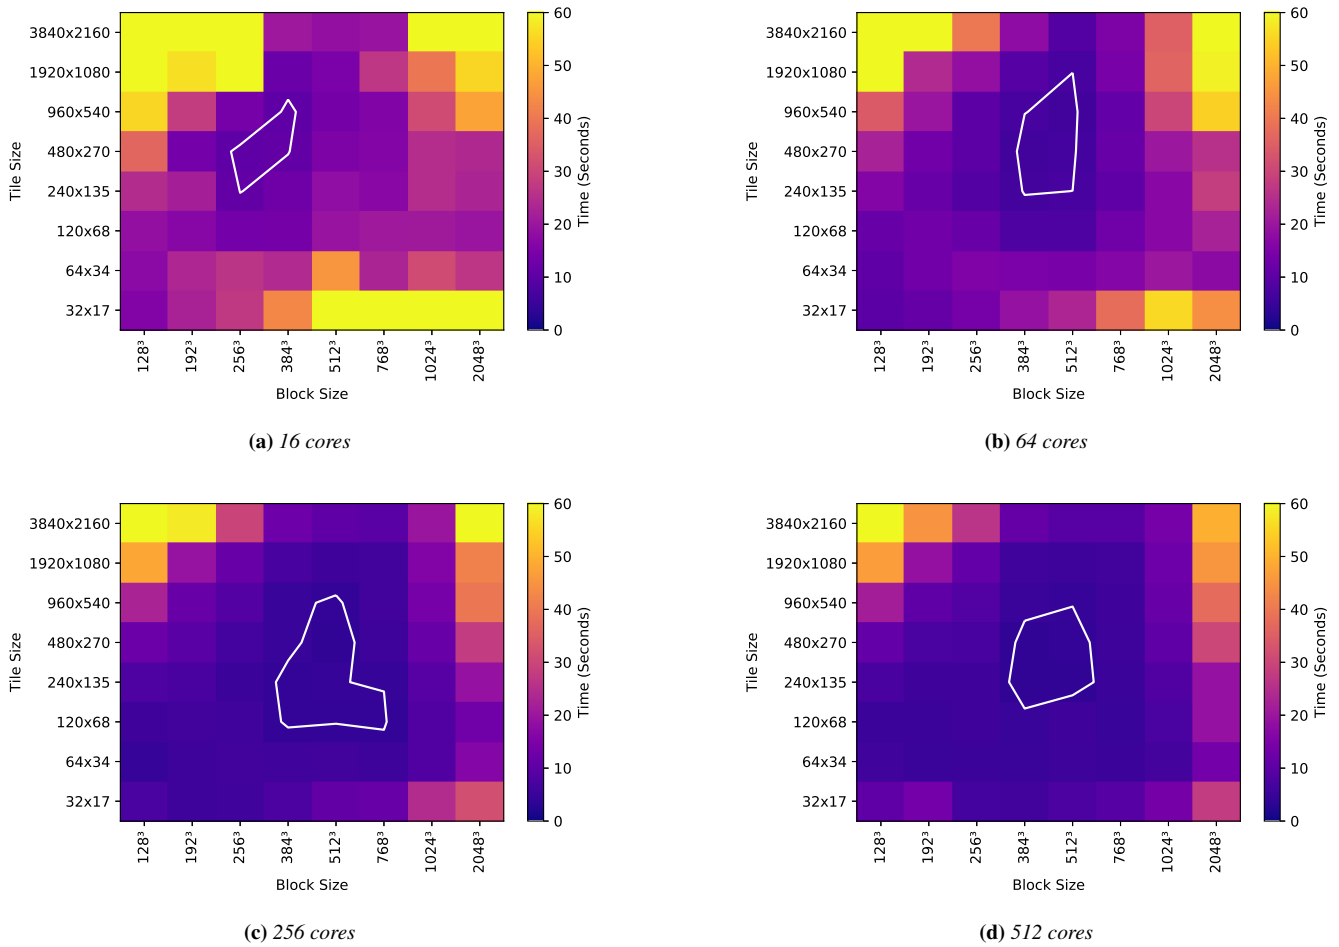 3840x2160
1920x1080
960x540
480x270
240x135
120x68
64x34
32x17
Tile Size
128³
192³
256³
384³
512³
768³
1024³
2048³
Block Size
60
50
40
30
20
10
0
Time (Seconds)
(a) 16 cores
3840x2160
1920x1080
960x540
480x270
240x135
120x68
64x34
32x17
Tile Size
128³
192³
256³
384³
512³
768³
1024³
2048³
Block Size
60
50
40
30
20
10
0
Time (Seconds)
(b) 64 cores
3840x2160
1920x1080
960x540
480x270
240x135
120x68
64x34
32x17
Tile Size
128³
192³
256³
384³
512³
768³
1024³
2048³
Block Size
60
50
40
30
20
10
0
Time (Seconds)
(c) 256 cores
3840x2160
1920x1080
960x540
480x270
240x135
120x68
64x34
32x17
Tile Size
128³
192³
256³
384³
512³
768³
1024³
2048³
Block Size
60
50
40
30
20
10
0
Time (Seconds)
(d) 512 cores